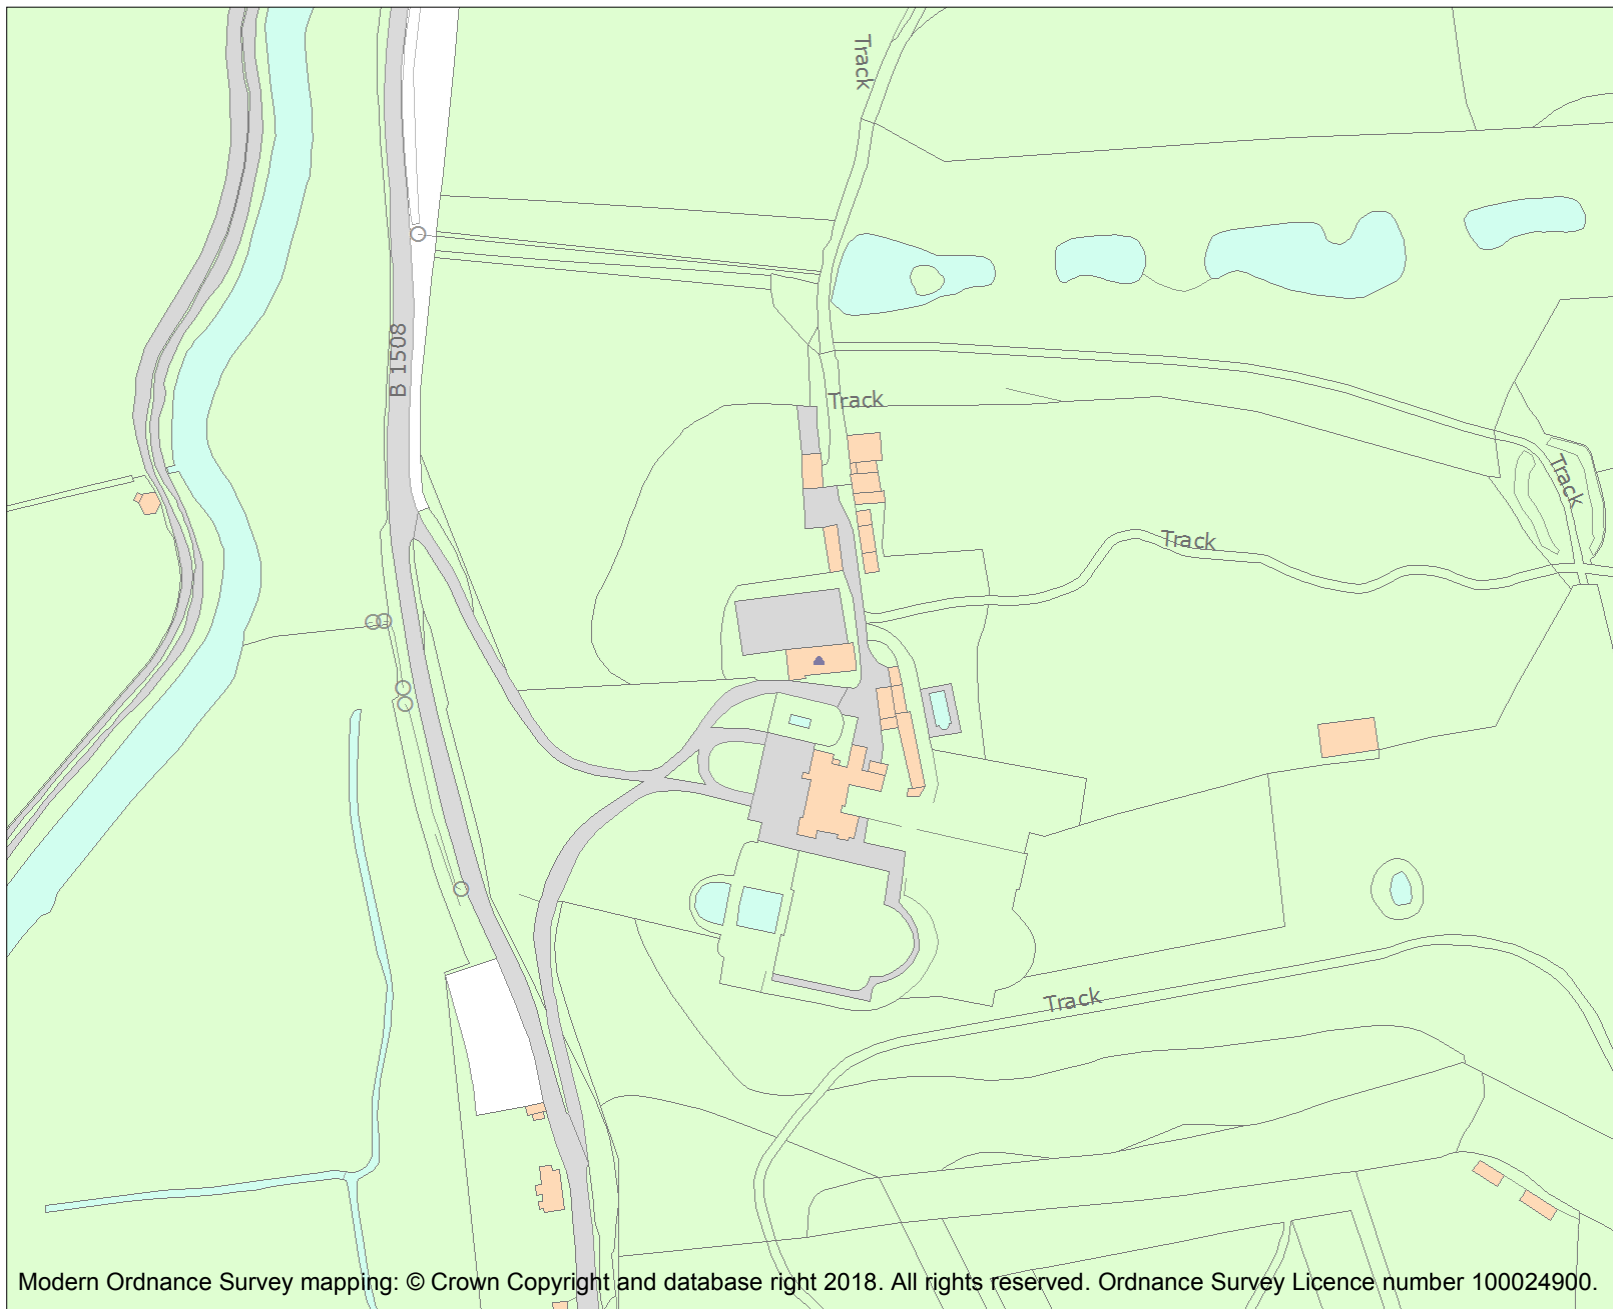 Track
B 1508
Track
Track
Track
Track
Modern Ordnance Survey mapping: © Crown Copyright and database right 2018. All rights reserved. Ordnance Survey Licence number 100024900.